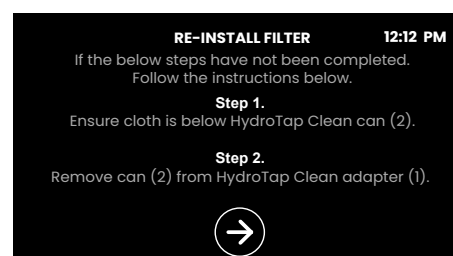 RE-INSTALL FILTER 12:12 PM
If the below steps have not been completed.
Follow the instructions below.
Step 1.
Ensure cloth is below HydroTap Clean can (2).
Step 2.
Remove can (2) from HydroTap Clean adapter (1).